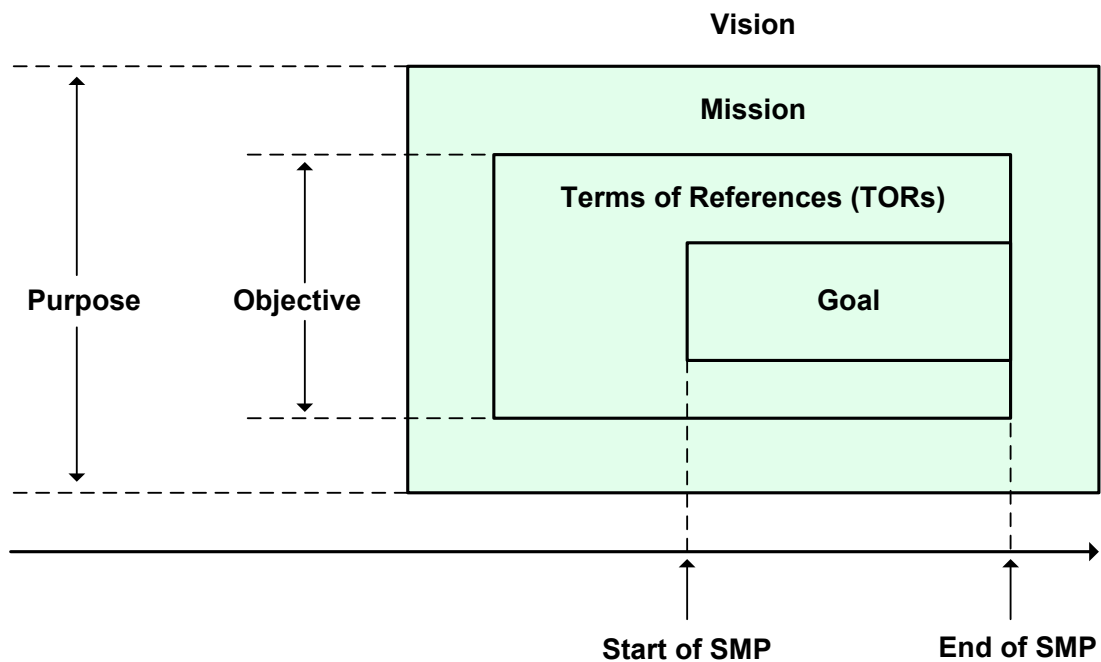 Vision
Mission
Terms of References (TORs)
Purpose
Objective
Goal
Start of SMP
End of SMP